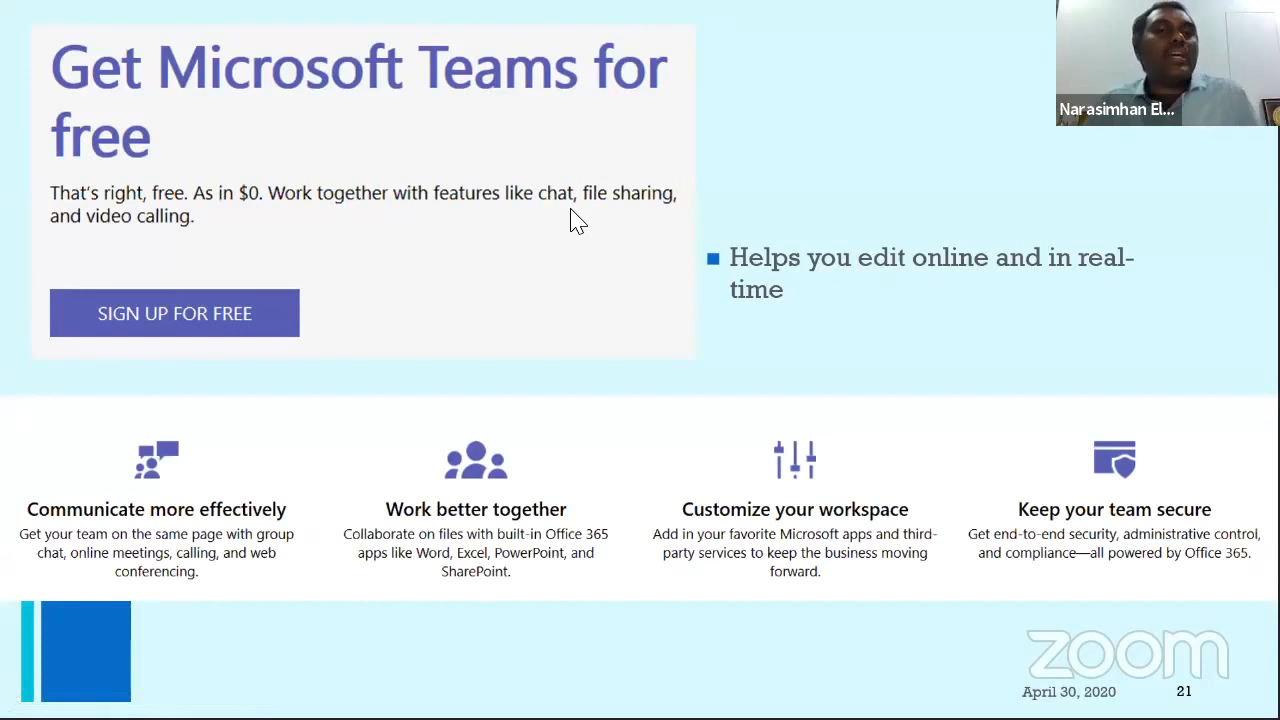 Get Microsoft Teams for
free
That's right, free. As in $0. Work together with features like chat, file sharing,
and video calling.
SIGN UP FOR FREE
Narasimhan El...
Helps you edit online and in real-
time
Communicate more effectively
Get your team on the same page with group
chat, online meetings, calling, and web
conferencing.
Work better together
Collaborate on files with built-in Office 365
apps like Word, Excel, PowerPoint, and
SharePoint.
Customize your workspace
Add in your favorite Microsoft apps and third-
party services to keep the business moving
forward.
Keep your team secure
Get end-to-end security, administrative control,
and compliance—all powered by Office 365.
zoom
April 30, 2020
21